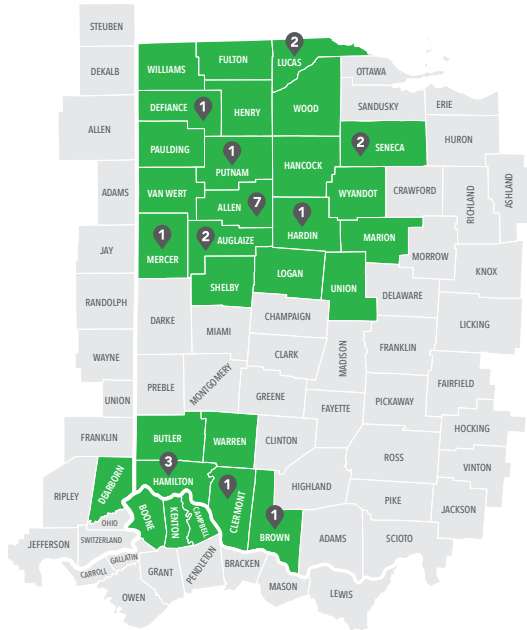 STEUBEN
2
WILLIAMS
FULTON
LUCAS
DEKALB
OTTAWA
DEFIANCE
1
HENRY
WOOD
SANDUSKY
ERIE
ALLEN
PAULDING
1
PUTNAM
HANCOCK
2
SENECA
HURON
ADAMS
VAN WERT
ALLEN
7
WYANDOT
CRAWFORD
RICHLAND
ASHLAND
1
MERCER
2
AUGLAIZE
1
HARDIN
MARION
JAY
MORROW
KNOX
SHELBY
LOGAN
UNION
DELAWARE
RANDOLPH
DARKE
MIAMI
CHAMPAIGN
LICKING
WAYNE
CLARK
MADISON
FRANKLIN
UNION
PREBLE
MONTGOMERY
GREENE
FAYETTE
PICKAWAY
FAIRFIELD
FRANKLIN
BUTLER
WARREN
CLINTON
HOCKING
ROSS
VINTON
RIPLEY
DEARBORN
3
HAMILTON
1
CLERMONT
HIGHLAND
PIKE
JACKSON
OHIO
BOONE
KENTON
CAMPBELL
1
BROWN
ADAMS
SCIOTO
JEFFERSON
SWITZERLAND
GALLATIN
CARROLL
GRANT
PENDLETON
BRACKEN
MASON
LEWIS
OWEN